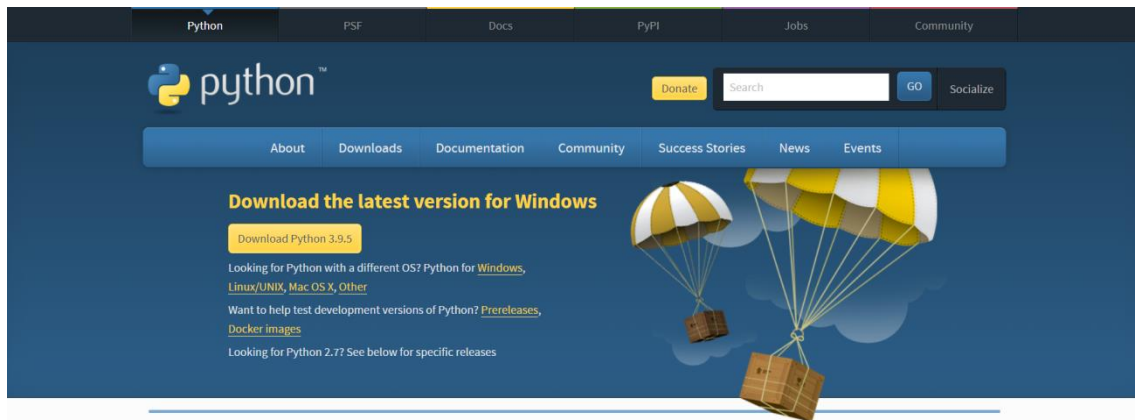 Python PSF Docs PyPI Jobs Community
python™
Donate Search GO Socialize
About Downloads Documentation Community Success Stories News Events
Download the latest version for Windows
Download Python 3.9.5
Looking for Python with a different OS? Python for Windows,
Linux/UNIX, Mac OS X, Other
Want to help test development versions of Python? Prereleases,
Docker images
Looking for Python 2.7? See below for specific releases